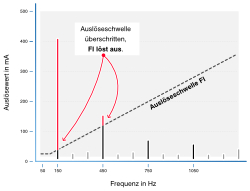 500
400
300
200
100
0
Auslösewert in mA
Auslöseschwelle
überschritten,
FI löst aus.
Auslöseschwelle FI
50
150
450
750
1050
Frequenz in Hz